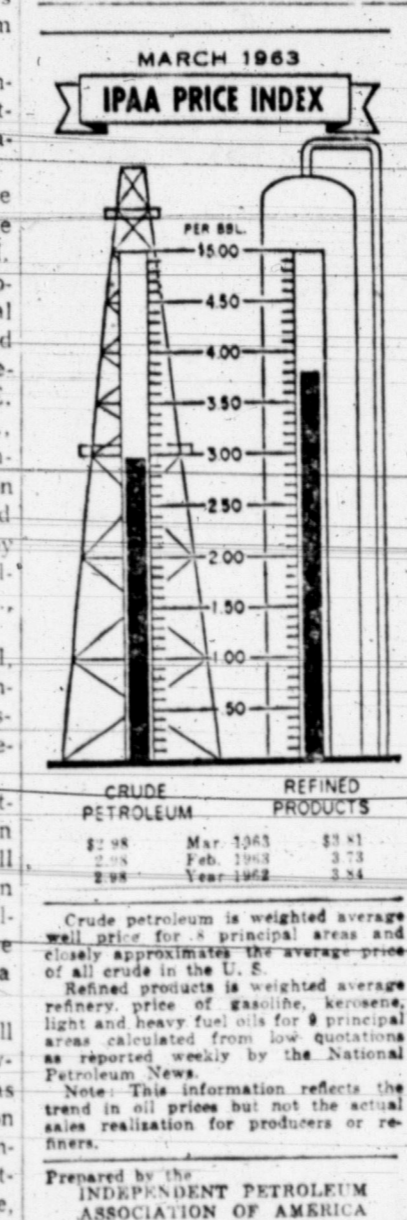 MARCH 1963
IPAA PRICE INDEX
PER BBL.
$5.00
4.50
4.00
3.50
3.00
2.50
2.00
1.50
1.00
.50
CRUDE PETROLEUM
REFINED PRODUCTS
$2.98 Mar. 1963 $3.81
2.98 Feb. 1963 3.73
2.98 Year 1962 3.84
Crude petroleum is weighted average
well price for 8 principal areas and
closely approximates the average price
of all crude in the U. S.
Refined products is weighted average
refinery price of gasoline, kerosene,
light and heavy fuel oils for 9 principal
areas calculated from low quotations
as reported weekly by the National
Petroleum News.
Note: This information reflects the
trend in oil prices but not the actual
sales realization for producers or re-
finers.
Prepared by the
INDEPENDENT PETROLEUM
ASSOCIATION OF AMERICA